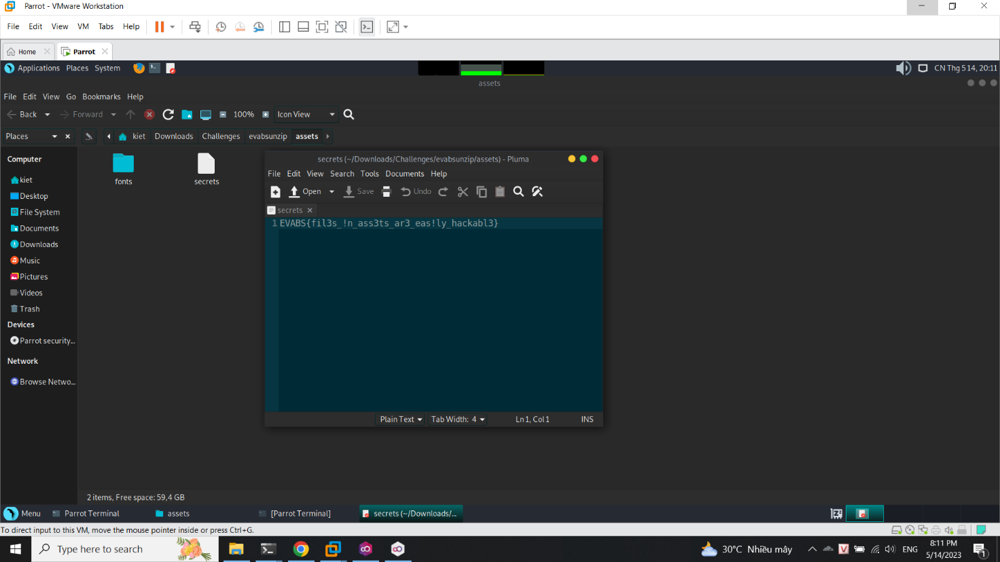 Parrot - VMware Workstation
File Edit View VM Tabs Help
Home Parrot
Applications Places System CN Thg 5 14, 20:11
assets
File Edit View Go Bookmarks Help
Back Forward 100% Icon View
Places kiet Downloads Challenges evabsunzip assets
Computer
kiet
Desktop
File System
Documents
Downloads
Music
Pictures
Videos
Trash
Devices
Parrot security...
Network
Browse Netwo...
fonts
secrets
secrets (~/Downloads/Challenges/evabsunzip/assets) - Pluma
File Edit View Search Tools Documents Help
Open Save Undo
secrets
1 EVABS{fil3s_!n_ass3ts_ar3_eas!ly_hackabl3}
Plain Text Tab Width: 4 Ln 1, Col 1 INS
2 items, Free space: 59,4 GB
Menu Parrot Terminal assets [Parrot Terminal] secrets (~/Downloads/...
To direct input to this VM, move the mouse pointer inside or press Ctrl+G.
Type here to search 30°C Nhiều mây ENG 8:11 PM
5/14/2023 1